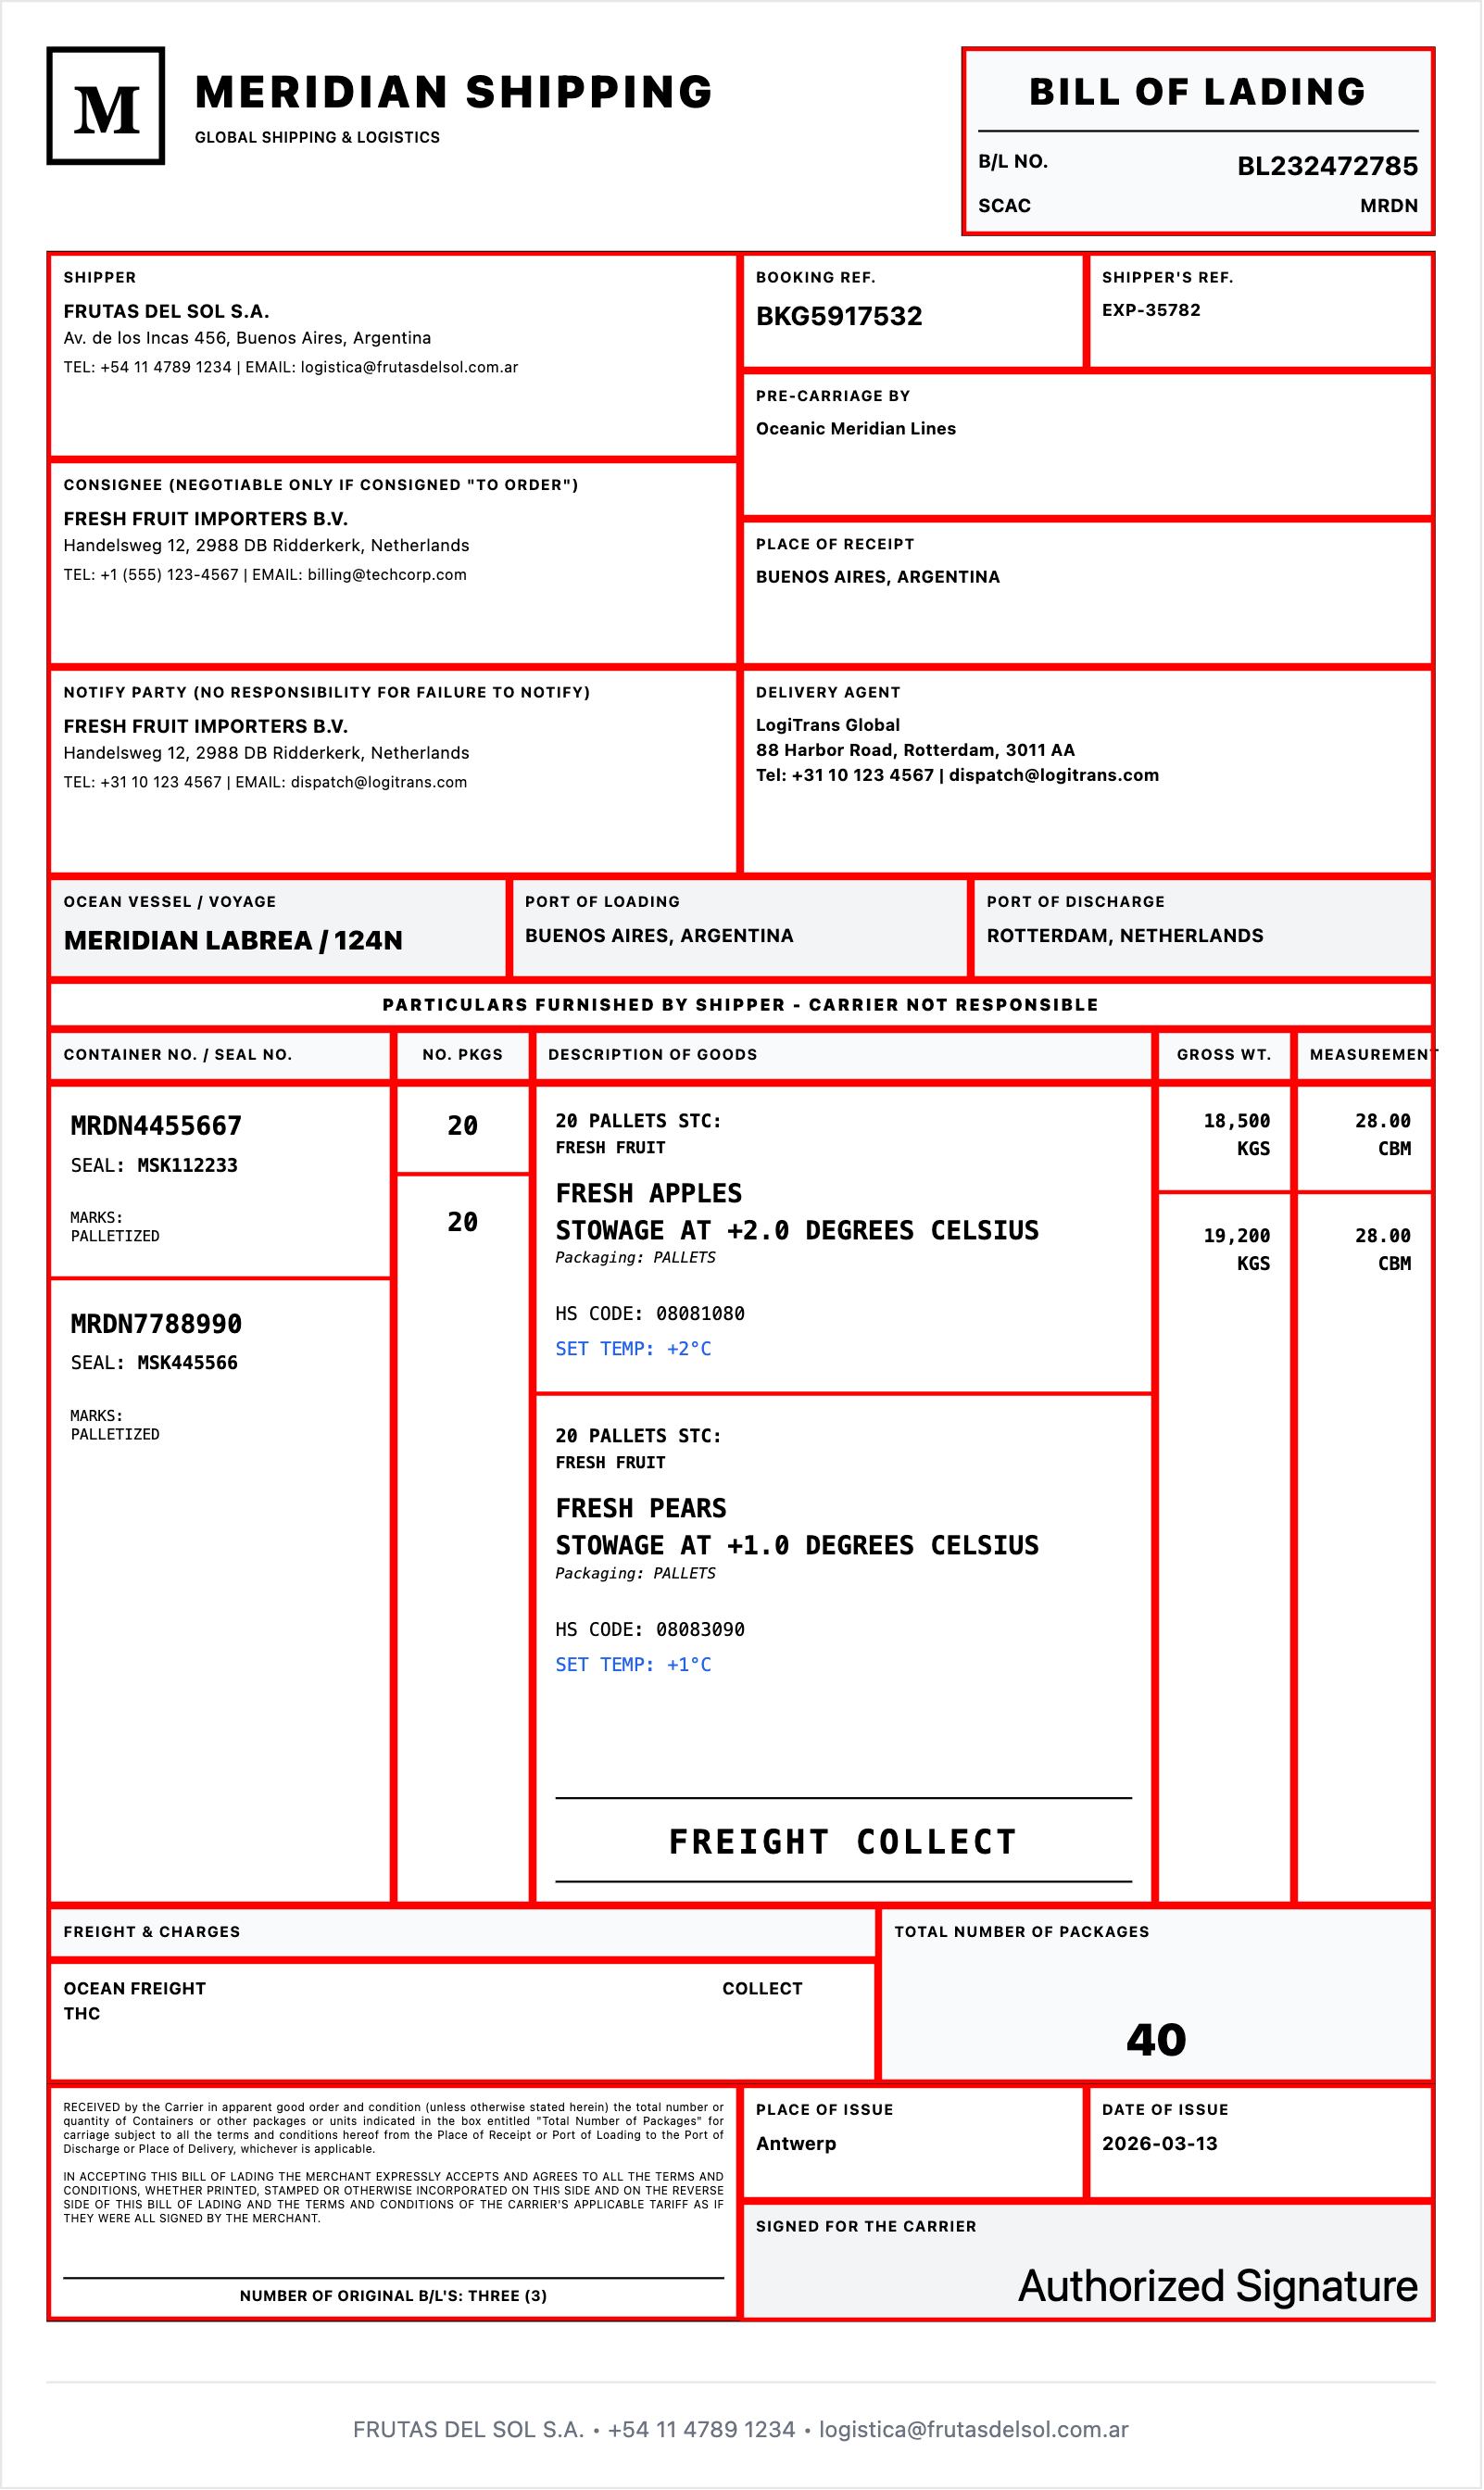 M
MERIDIAN SHIPPING
GLOBAL SHIPPING & LOGISTICS
BILL OF LADING
B/L NO. BL232472785
SCAC MRDN
SHIPPER
FRUTAS DEL SOL S.A.
Av. de los Incas 456, Buenos Aires, Argentina
TEL: +54 11 4789 1234 | EMAIL: logistica@frutasdelsol.com.ar
BOOKING REF.
BKG5917532
SHIPPER'S REF.
EXP-35782
PRE-CARRIAGE BY
Oceanic Meridian Lines
CONSIGNEE (NEGOTIABLE ONLY IF CONSIGNED "TO ORDER")
FRESH FRUIT IMPORTERS B.V.
Handelsweg 12, 2988 DB Ridderkerk, Netherlands
TEL: +1 (555) 123-4567 | EMAIL: billing@techcorp.com
PLACE OF RECEIPT
BUENOS AIRES, ARGENTINA
NOTIFY PARTY (NO RESPONSIBILITY FOR FAILURE TO NOTIFY)
FRESH FRUIT IMPORTERS B.V.
Handelsweg 12, 2988 DB Ridderkerk, Netherlands
TEL: +31 10 123 4567 | EMAIL: dispatch@logitrans.com
DELIVERY AGENT
LogiTrans Global
88 Harbor Road, Rotterdam, 3011 AA
Tel: +31 10 123 4567 | dispatch@logitrans.com
OCEAN VESSEL / VOYAGE
MERIDIAN LABREA / 124N
PORT OF LOADING
BUENOS AIRES, ARGENTINA
PORT OF DISCHARGE
ROTTERDAM, NETHERLANDS
PARTICULARS FURNISHED BY SHIPPER - CARRIER NOT RESPONSIBLE
CONTAINER NO. / SEAL NO. NO. PKGS DESCRIPTION OF GOODS GROSS WT. MEASUREMENT
MRDN4455667
SEAL: MSK112233
MARKS:
PALLETIZED
MRDN7788990
SEAL: MSK445566
MARKS:
PALLETIZED
20
20
20 PALLETS STC:
FRESH FRUIT
FRESH APPLES
STOWAGE AT +2.0 DEGREES CELSIUS
Packaging: PALLETS
HS CODE: 08081080
SET TEMP: +2°C
20 PALLETS STC:
FRESH FRUIT
FRESH PEARS
STOWAGE AT +1.0 DEGREES CELSIUS
Packaging: PALLETS
HS CODE: 08083090
SET TEMP: +1°C
FREIGHT COLLECT
18,500
KGS
19,200
KGS
28.00
CBM
28.00
CBM
FREIGHT & CHARGES
OCEAN FREIGHT COLLECT
THC
TOTAL NUMBER OF PACKAGES
40
RECEIVED by the Carrier in apparent good order and condition (unless otherwise stated herein) the total number or
quantity of Containers or other packages or units indicated in the box entitled "Total Number of Packages" for
carriage subject to all the terms and conditions hereof from the Place of Receipt or Port of Loading to the Port of
Discharge or Place of Delivery, whichever is applicable.
IN ACCEPTING THIS BILL OF LADING THE MERCHANT EXPRESSLY ACCEPTS AND AGREES TO ALL THE TERMS AND
CONDITIONS, WHETHER PRINTED, STAMPED OR OTHERWISE INCORPORATED ON THIS SIDE AND ON THE REVERSE
SIDE OF THIS BILL OF LADING AND THE TERMS AND CONDITIONS OF THE CARRIER'S APPLICABLE TARIFF AS IF
THEY WERE ALL SIGNED BY THE MERCHANT.
NUMBER OF ORIGINAL B/L'S: THREE (3)
PLACE OF ISSUE
Antwerp
DATE OF ISSUE
2026-03-13
SIGNED FOR THE CARRIER
Authorized Signature
FRUTAS DEL SOL S.A. • +54 11 4789 1234 • logistica@frutasdelsol.com.ar